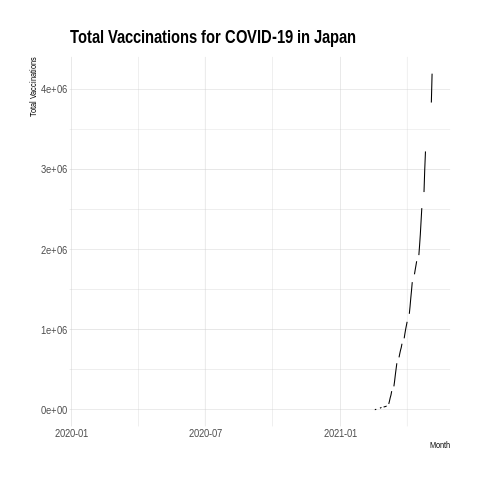 Total Vaccinations for COVID-19 in Japan
Total Vaccinations
4e+06
3e+06
2e+06
1e+06
0e+00
2020-01 2020-07 2021-01
Month